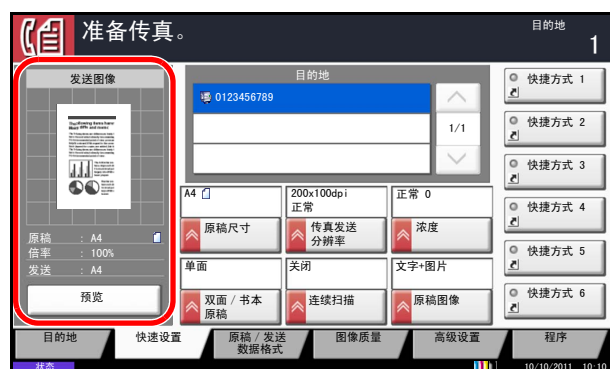 准备传真。
目的地
1
发送图像
原稿 : A4
倍率 : 100%
发送 : A4
预览
目的地
0123456789
1/1
A4
原稿尺寸
200x100dpi
正常
传真发送
分辨率
正常 0
浓度
单面
双面 / 书本
原稿
关闭
连续扫描
文字+图片
原稿图像
快捷方式 1
快捷方式 2
快捷方式 3
快捷方式 4
快捷方式 5
快捷方式 6
目的地
快速设置
原稿 / 发送
数据格式
图像质量
高级设置
程序
状态
10/10/2011 10:10